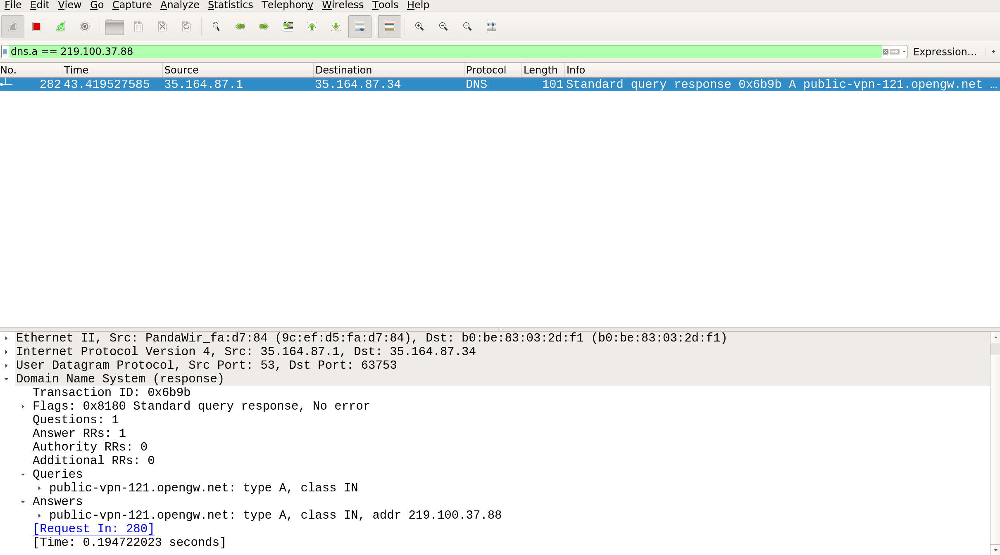 File Edit View Go Capture Analyze Statistics Telephony Wireless Tools Help
dns.a == 219.100.37.88 Expression… +
No. Time Source Destination Protocol Length Info
282 43.419527585 35.164.87.1 35.164.87.34 DNS 101 Standard query response 0x6b9b A public-vpn-121.opengw.net …
Ethernet II, Src: PandaWir_fa:d7:84 (9c:ef:d5:fa:d7:84), Dst: b0:be:83:03:2d:f1 (b0:be:83:03:2d:f1)
Internet Protocol Version 4, Src: 35.164.87.1, Dst: 35.164.87.34
User Datagram Protocol, Src Port: 53, Dst Port: 63753
Domain Name System (response)
Transaction ID: 0x6b9b
Flags: 0x8180 Standard query response, No error
Questions: 1
Answer RRs: 1
Authority RRs: 0
Additional RRs: 0
Queries
public-vpn-121.opengw.net: type A, class IN
Answers
public-vpn-121.opengw.net: type A, class IN, addr 219.100.37.88
[Request In: 280]
[Time: 0.194722023 seconds]